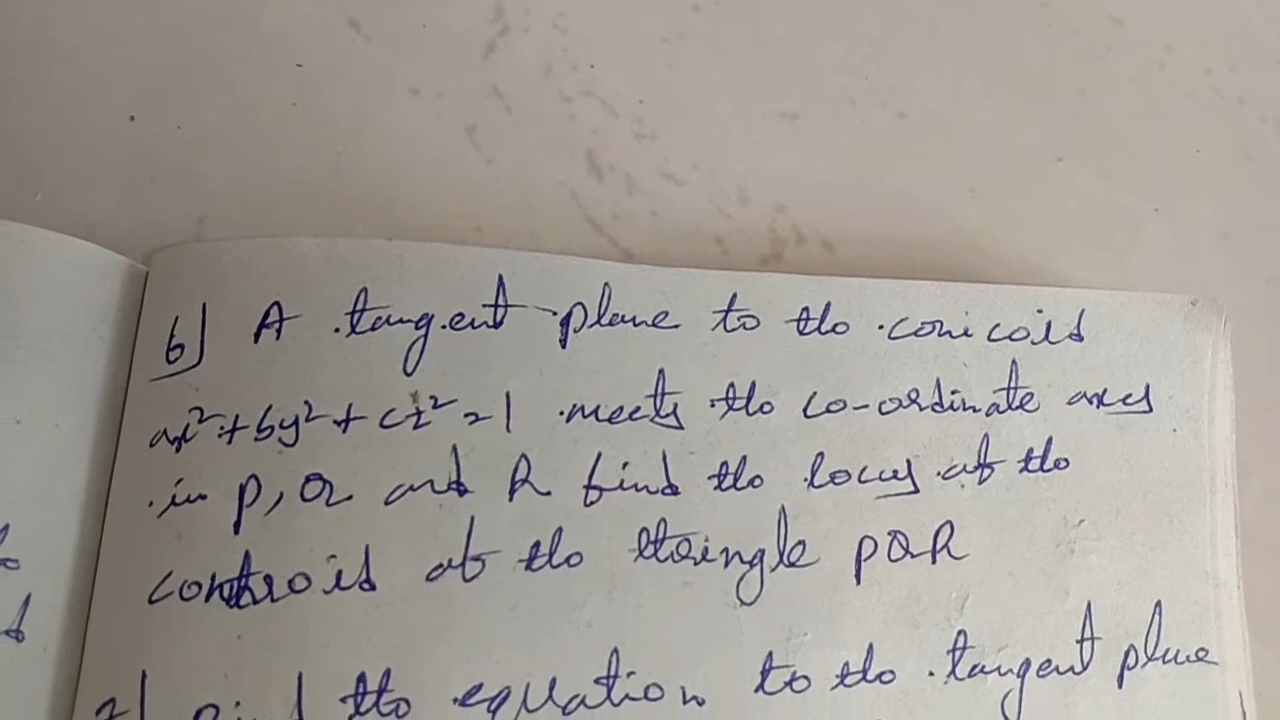 6] A tangent plane to the conicoid
ax²+by²+cz²=1 meets the co-ordinate axes
in P, Q and R find the locus of the
centroid of the triangle PQR
find the equation to the tangent plane